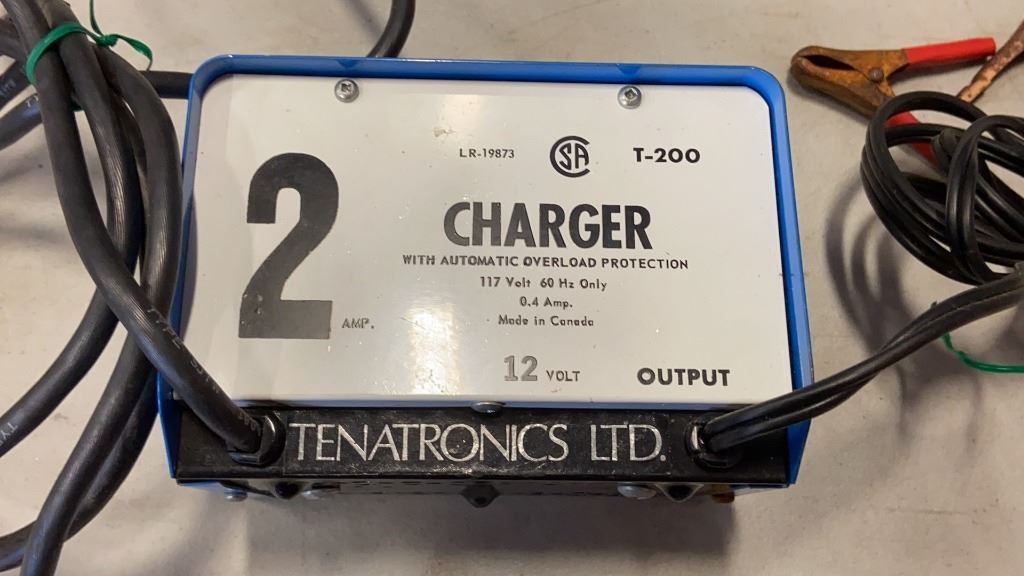 LR-19873 CSA T-200
2 AMP.
CHARGER
WITH AUTOMATIC OVERLOAD PROTECTION
117 Volt 60 Hz Only
0.4 Amp.
Made in Canada
12 VOLT OUTPUT
TENATRONICS LTD.